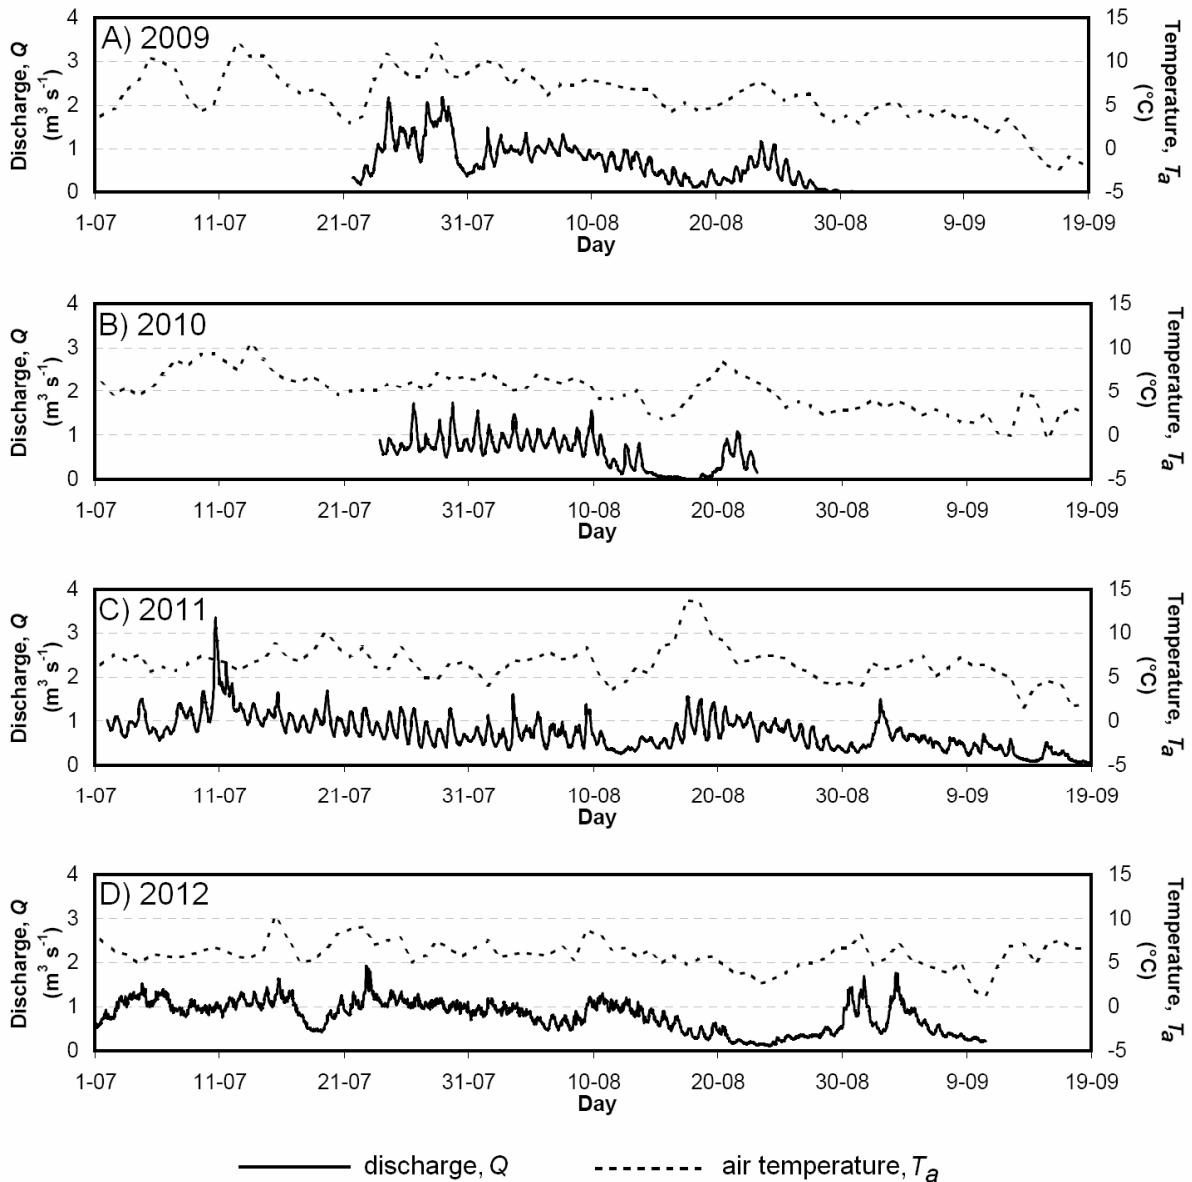 A) 2009
Discharge, Q
(m³ s⁻¹)
4
3
2
1
0
15
10
5
0
-5
Temperature, Ta
(°C)
1-07 11-07 21-07 31-07 10-08 20-08 30-08 9-09 19-09
Day
B) 2010
Discharge, Q
(m³ s⁻¹)
4
3
2
1
0
15
10
5
0
-5
Temperature, Ta
(°C)
1-07 11-07 21-07 31-07 10-08 20-08 30-08 9-09 19-09
Day
C) 2011
Discharge, Q
(m³ s⁻¹)
4
3
2
1
0
15
10
5
0
-5
Temperature, Ta
(°C)
1-07 11-07 21-07 31-07 10-08 20-08 30-08 9-09 19-09
Day
D) 2012
Discharge, Q
(m³ s⁻¹)
4
3
2
1
0
15
10
5
0
-5
Temperature, Ta
(°C)
1-07 11-07 21-07 31-07 10-08 20-08 30-08 9-09 19-09
Day
discharge, Q
air temperature, Ta